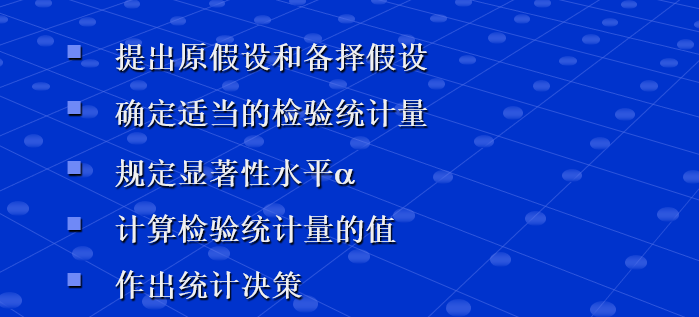 提出原假设和备择假设
确定适当的检验统计量
规定显著性水平α
计算检验统计量的值
作出统计决策